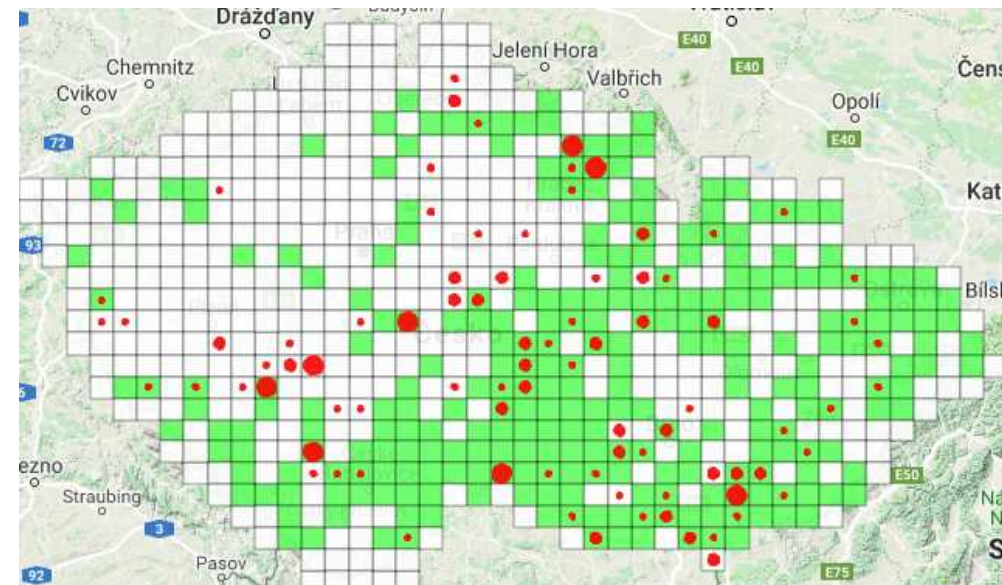 Drážďany
Jelení Hora
E40
E40
Chemnitz
Valbřich
Čens
Cvikov
Opolí
72
E40
Kat
93
Bílsk
Česko
ezno
E50
Straubing
3
Pasov
92
E75
S